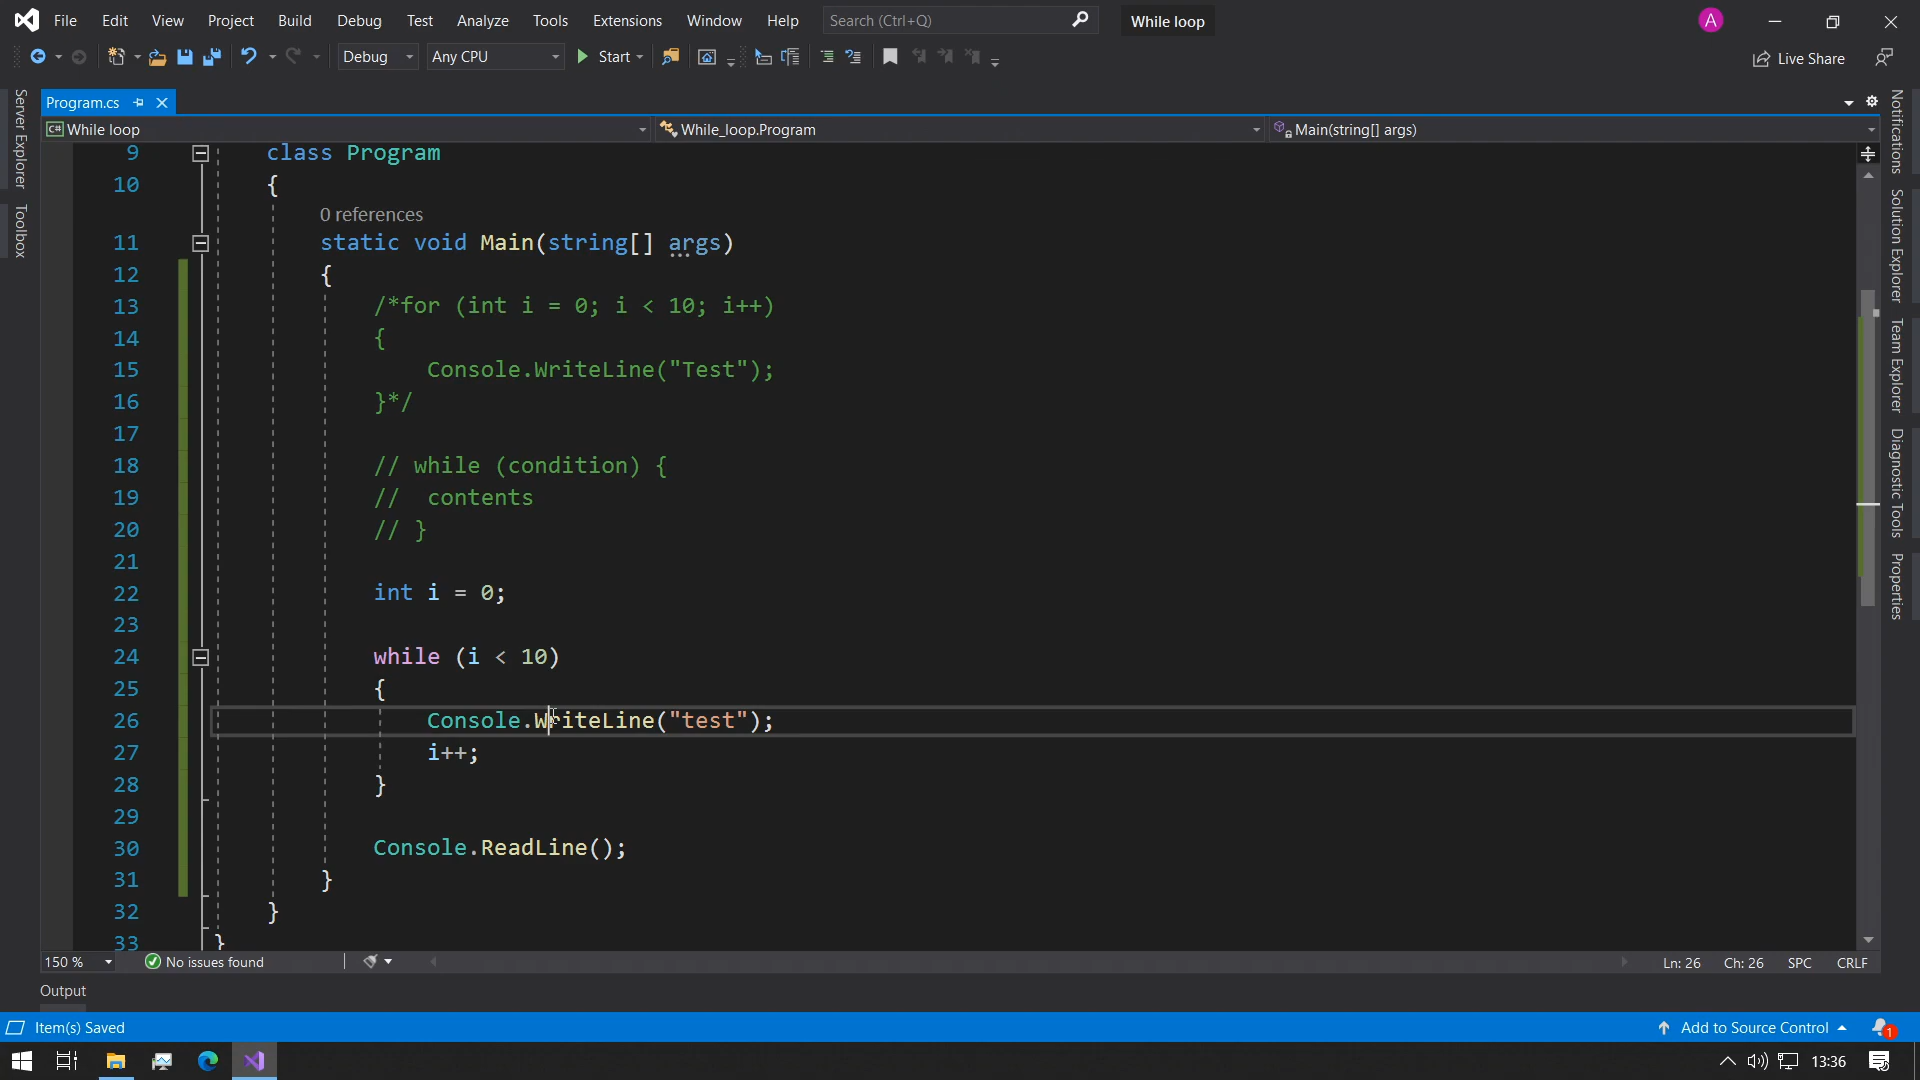 File Edit View Project Build Debug Test Analyze Tools Extensions Window Help Search (Ctrl+Q) While loop A
Debug Any CPU Start Live Share
Server Explorer
Toolbox
Program.cs
C# While loop While_loop.Program Main(string[] args)
9 class Program
10 {
0 references
11 static void Main(string[] args)
12 {
13 /*for (int i = 0; i < 10; i++)
14 {
15 Console.WriteLine("Test");
16 }*/
17
18 // while (condition) {
19 // contents
20 // }
21
22 int i = 0;
23
24 while (i < 10)
25 {
26 Console.WriteLine("test");
27 i++;
28 }
29
30 Console.ReadLine();
31 }
32 }
33 }
Notifications
Solution Explorer
Team Explorer
Diagnostic Tools
Properties
150 % No issues found Ln: 26 Ch: 26 SPC CRLF
Output
Item(s) Saved Add to Source Control 1
13:36